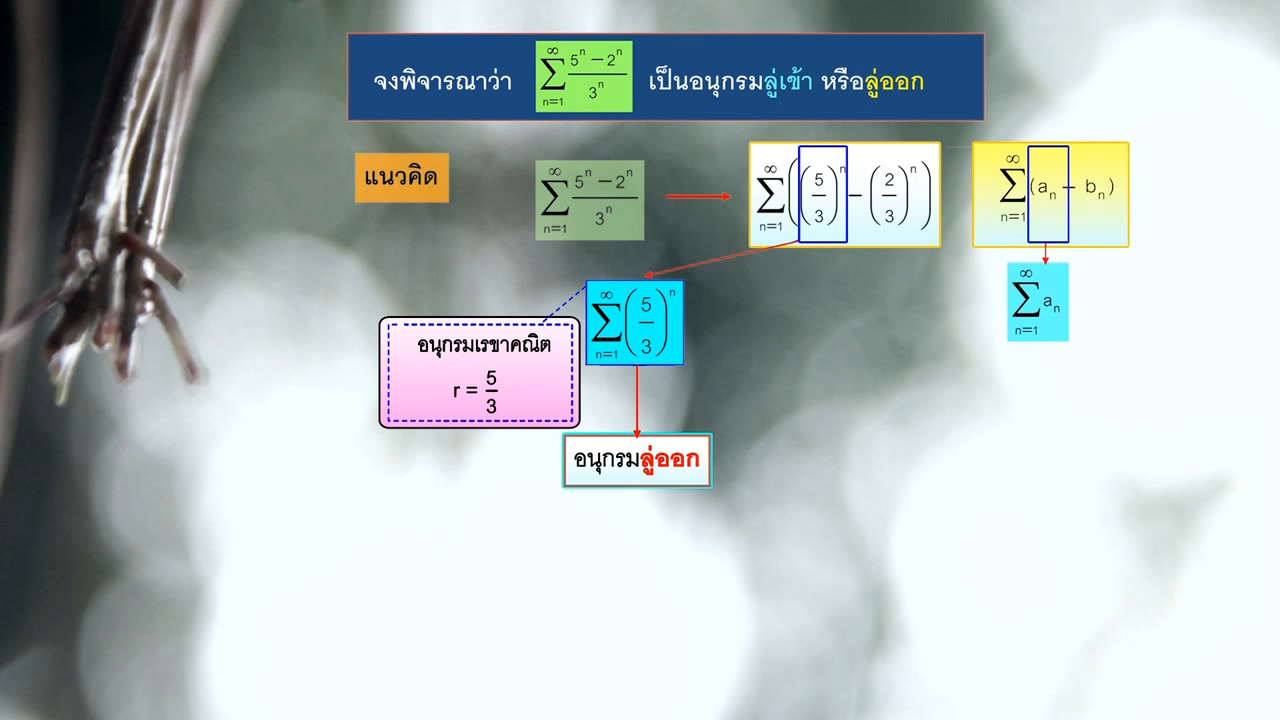 จงพิจารณาว่า ∑_{n=1}^{∞} (5^n − 2^n)/3^n เป็นอนุกรมลู่เข้า หรือลู่ออก
แนวคิด
∑_{n=1}^{∞} (5^n − 2^n)/3^n → ∑_{n=1}^{∞} ((5/3)^n − (2/3)^n)
∑_{n=1}^{∞} (a_n − b_n)
∑_{n=1}^{∞} (5/3)^n
∑_{n=1}^{∞} a_n
อนุกรมเรขาคณิต
r = 5/3
อนุกรมลู่ออก